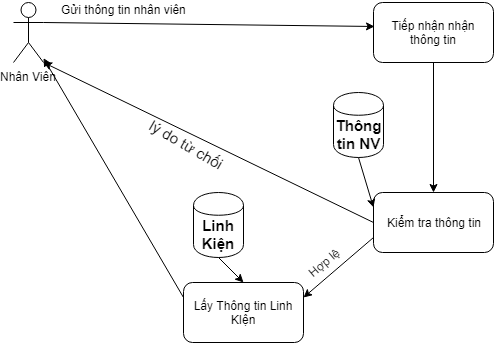 Gửi thông tin nhân viên
Tiếp nhận nhận
thông tin
Nhân Viên
Thông
tin NV
lý do từ chối
Linh
Kiện
Kiểm tra thông tin
Hợp lệ
Lấy Thông tin Linh
KIện